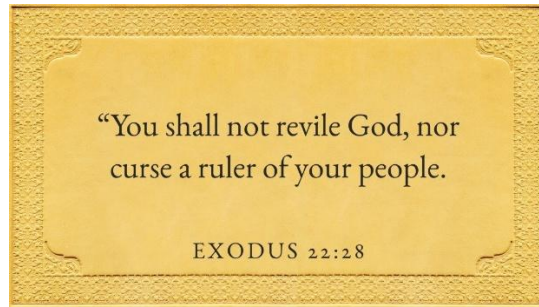 “You shall not revile God, nor
curse a ruler of your people.
EXODUS 22:28